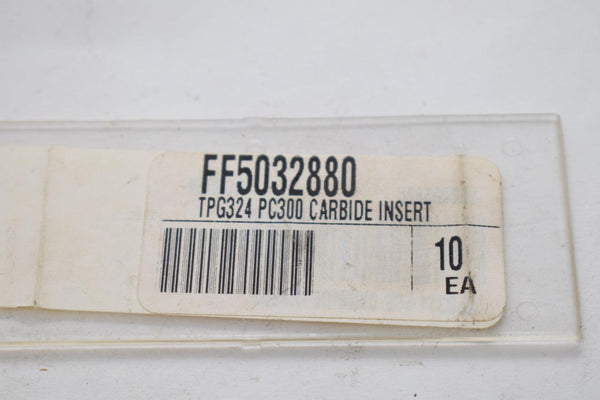 FF5032880
TPG324 PC300 CARBIDE INSERT
10
EA